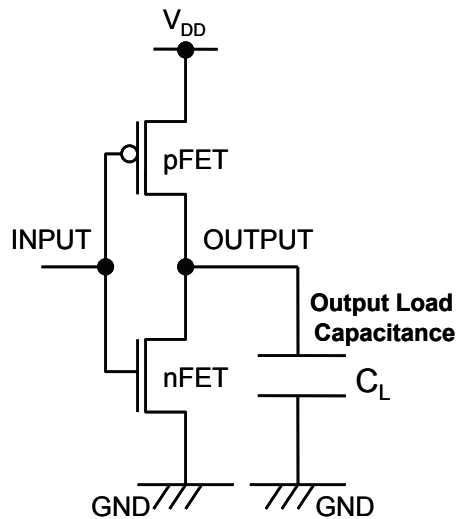 V_DD
pFET
INPUT
OUTPUT
Output Load
Capacitance
nFET
C_L
GND
GND